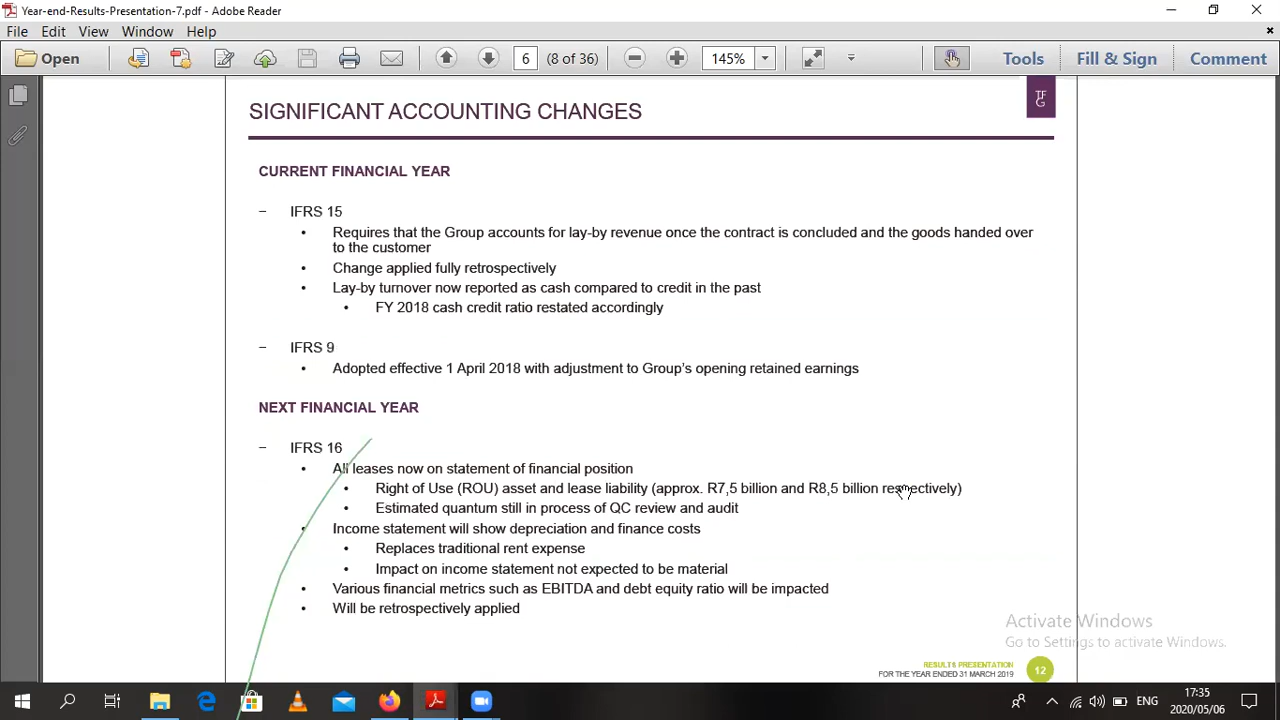 Year-end-Results-Presentation-7.pdf - Adobe Reader
File Edit View Window Help
Open 6 (8 of 36) 145% Tools Fill & Sign Comment
SIGNIFICANT ACCOUNTING CHANGES
TFG
CURRENT FINANCIAL YEAR
– IFRS 15
• Requires that the Group accounts for lay-by revenue once the contract is concluded and the goods handed over
to the customer
• Change applied fully retrospectively
• Lay-by turnover now reported as cash compared to credit in the past
• FY 2018 cash credit ratio restated accordingly
– IFRS 9
• Adopted effective 1 April 2018 with adjustment to Group's opening retained earnings
NEXT FINANCIAL YEAR
– IFRS 16
• All leases now on statement of financial position
• Right of Use (ROU) asset and lease liability (approx. R7,5 billion and R8,5 billion respectively)
• Estimated quantum still in process of QC review and audit
• Income statement will show depreciation and finance costs
• Replaces traditional rent expense
• Impact on income statement not expected to be material
• Various financial metrics such as EBITDA and debt equity ratio will be impacted
• Will be retrospectively applied
Activate Windows
Go to Settings to activate Windows.
RESULTS PRESENTATION
FOR THE YEAR ENDED 31 MARCH 2019 12
ENG 17:35
2020/05/06